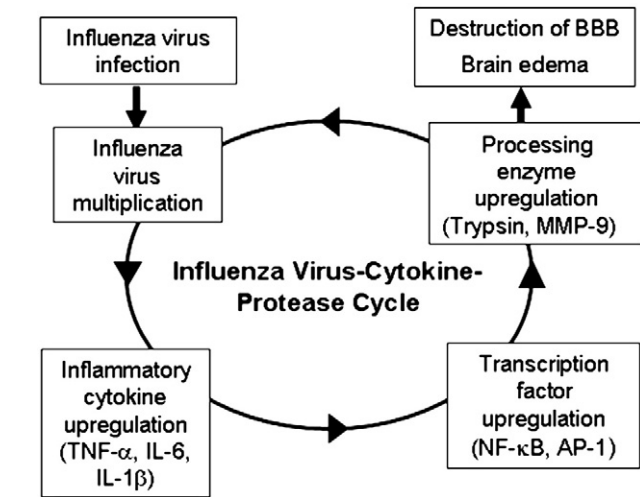 Influenza virus
infection
Destruction of BBB
Brain edema
Influenza
virus
multiplication
Processing
enzyme
upregulation
(Trypsin, MMP-9)
Influenza Virus-Cytokine-
Protease Cycle
Inflammatory
cytokine
upregulation
(TNF-α, IL-6,
IL-1β)
Transcription
factor
upregulation
(NF-κB, AP-1)